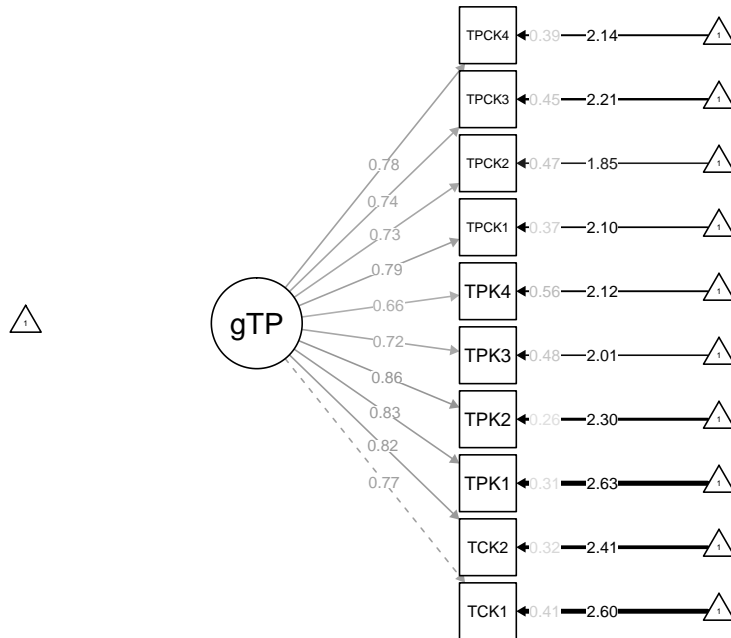 TPCK4 0.39 2.14 1
TPCK3 0.45 2.21 1
0.78
TPCK2 0.47 1.85 1
0.74
TPCK1 0.37 2.10 1
0.73
0.79
TPK4 0.56 2.12 1
0.66
1 gTP
0.72
TPK3 0.48 2.01 1
0.86
TPK2 0.26 2.30 1
0.83
0.82
TPK1 0.31 2.63 1
0.77
TCK2 0.32 2.41 1
TCK1 0.41 2.60 1